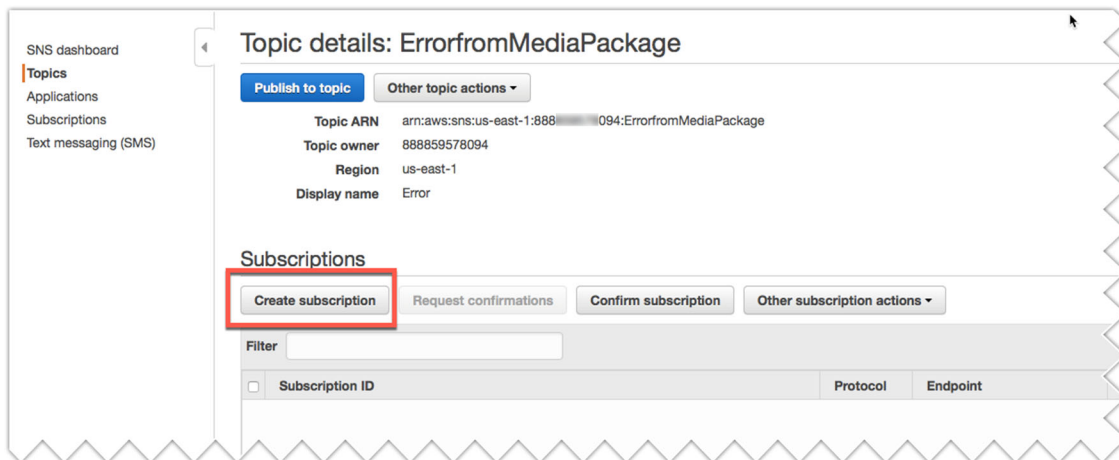 Topic details: ErrorfromMediaPackage
SNS dashboard
Topics
Applications
Subscriptions
Text messaging (SMS)
Publish to topic Other topic actions
Topic ARN arn:aws:sns:us-east-1:888 094:ErrorfromMediaPackage
Topic owner 888859578094
Region us-east-1
Display name Error
Subscriptions
Create subscription Request confirmations Confirm subscription Other subscription actions
Filter
Subscription ID Protocol Endpoint